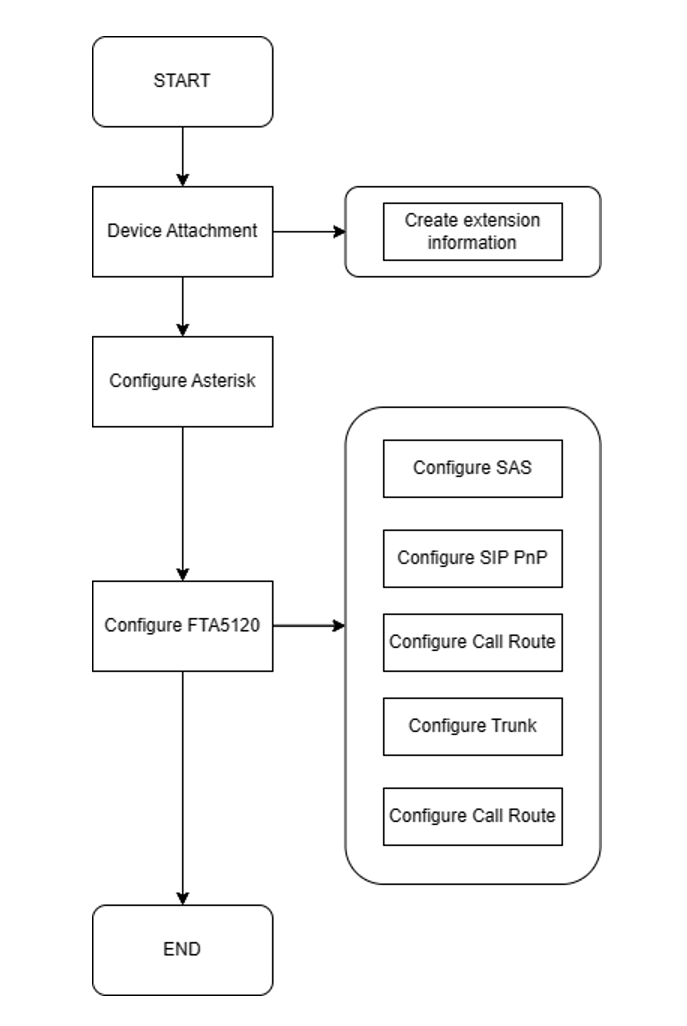 START
Device Attachment
Create extension
information
Configure Asterisk
Configure SAS
Configure SIP PnP
Configure FTA5120
Configure Call Route
Configure Trunk
Configure Call Route
END